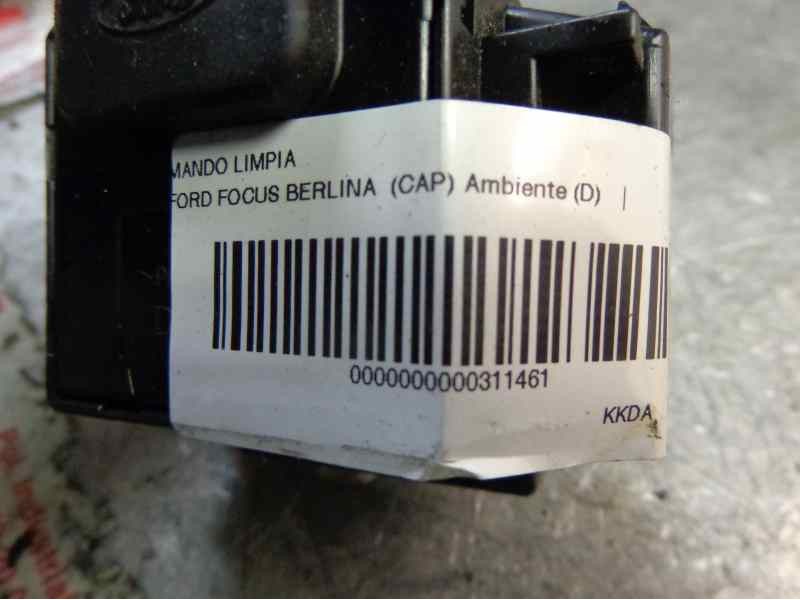 MANDO LIMPIA
FORD FOCUS BERLINA (CAP) Ambiente (D) |
0000000000311461
KKDA